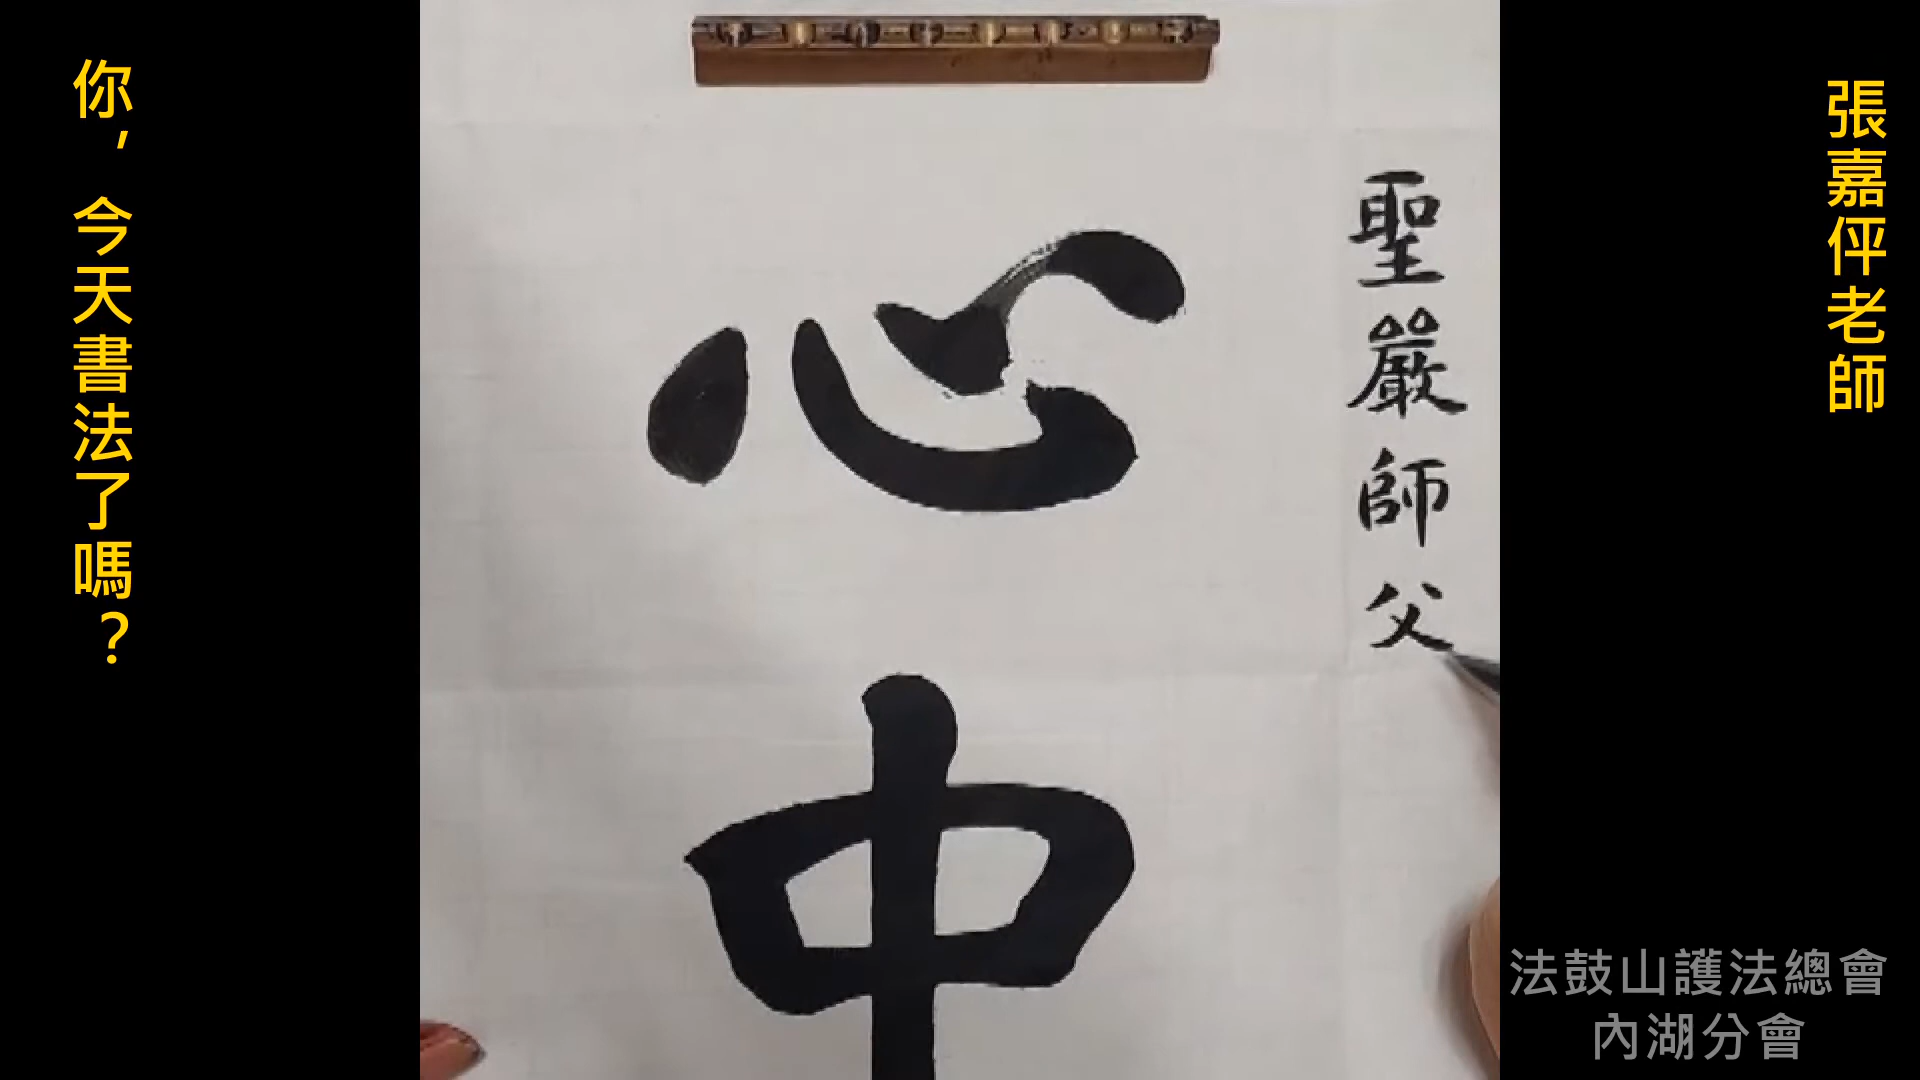 你，今天書法了嗎？
張嘉怦老師
聖嚴師父
心中
法鼓山護法總會
內湖分會